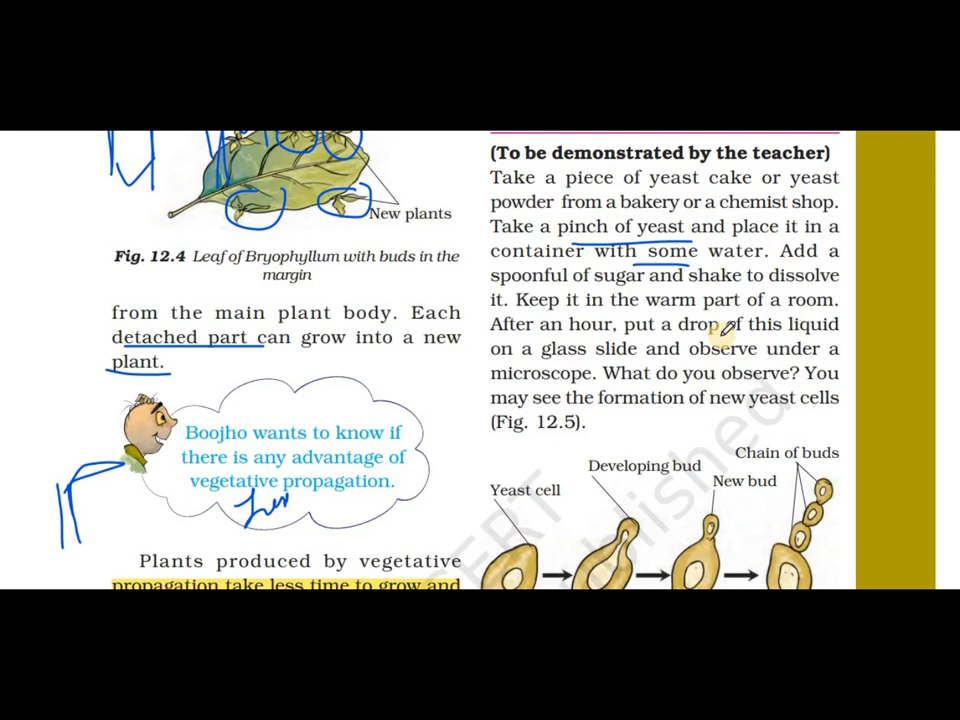 New plants
Fig. 12.4 Leaf of Bryophyllum with buds in the
margin
from the main plant body. Each
detached part can grow into a new
plant.
Boojho wants to know if
there is any advantage of
vegetative propagation.
Plants produced by vegetative
propagation take less time to grow and
(To be demonstrated by the teacher)
Take a piece of yeast cake or yeast
powder from a bakery or a chemist shop.
Take a pinch of yeast and place it in a
container with some water. Add a
spoonful of sugar and shake to dissolve
it. Keep it in the warm part of a room.
After an hour, put a drop of this liquid
on a glass slide and observe under a
microscope. What do you observe? You
may see the formation of new yeast cells
(Fig. 12.5).
Chain of buds
Developing bud
New bud
Yeast cell